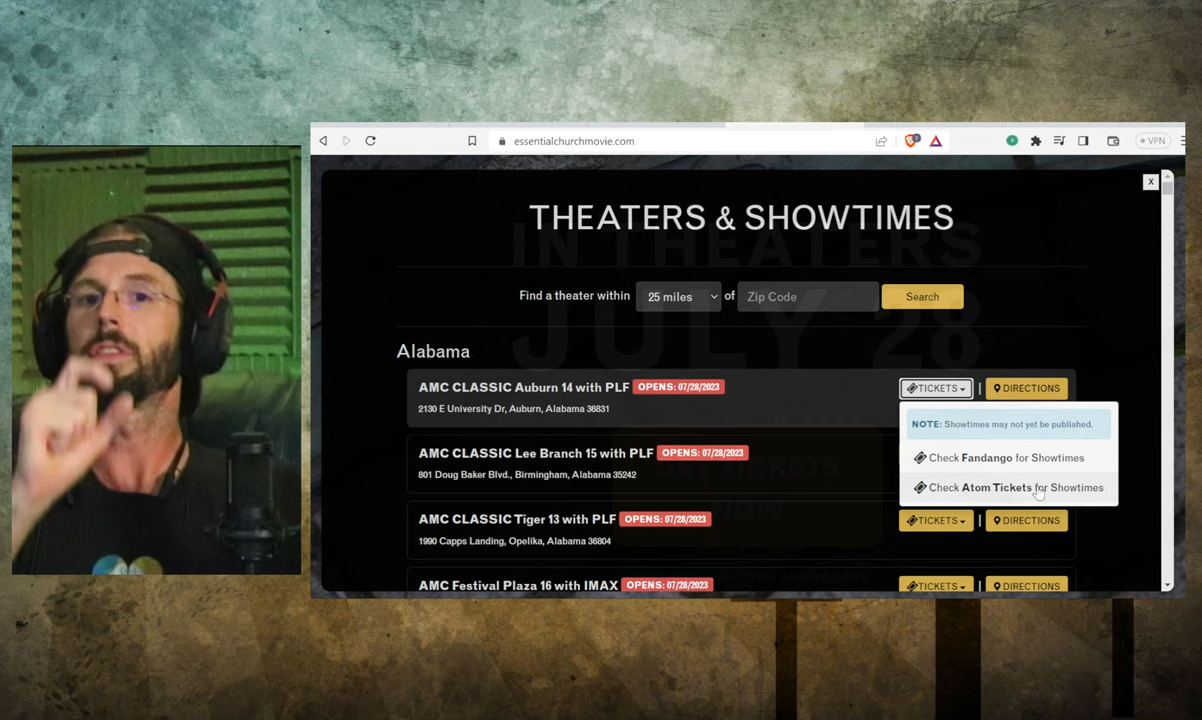 essentialchurchmovie.com
VPN
X
THEATERS & SHOWTIMES
IN THEATERS
Find a theater within 25 miles of Zip Code Search
JULY 28
Alabama
AMC CLASSIC Auburn 14 with PLF OPENS: 07/28/2023 TICKETS | DIRECTIONS
2130 E University Dr, Auburn, Alabama 36831
NOTE: Showtimes may not yet be published.
AMC CLASSIC Lee Branch 15 with PLF OPENS: 07/28/2023
Check Fandango for Showtimes
801 Doug Baker Blvd., Birmingham, Alabama 35242
Check Atom Tickets for Showtimes
AMC CLASSIC Tiger 13 with PLF OPENS: 07/28/2023 TICKETS | DIRECTIONS
1990 Capps Landing, Opelika, Alabama 36804
AMC Festival Plaza 16 with IMAX OPENS: 07/28/2023 TICKETS | DIRECTIONS